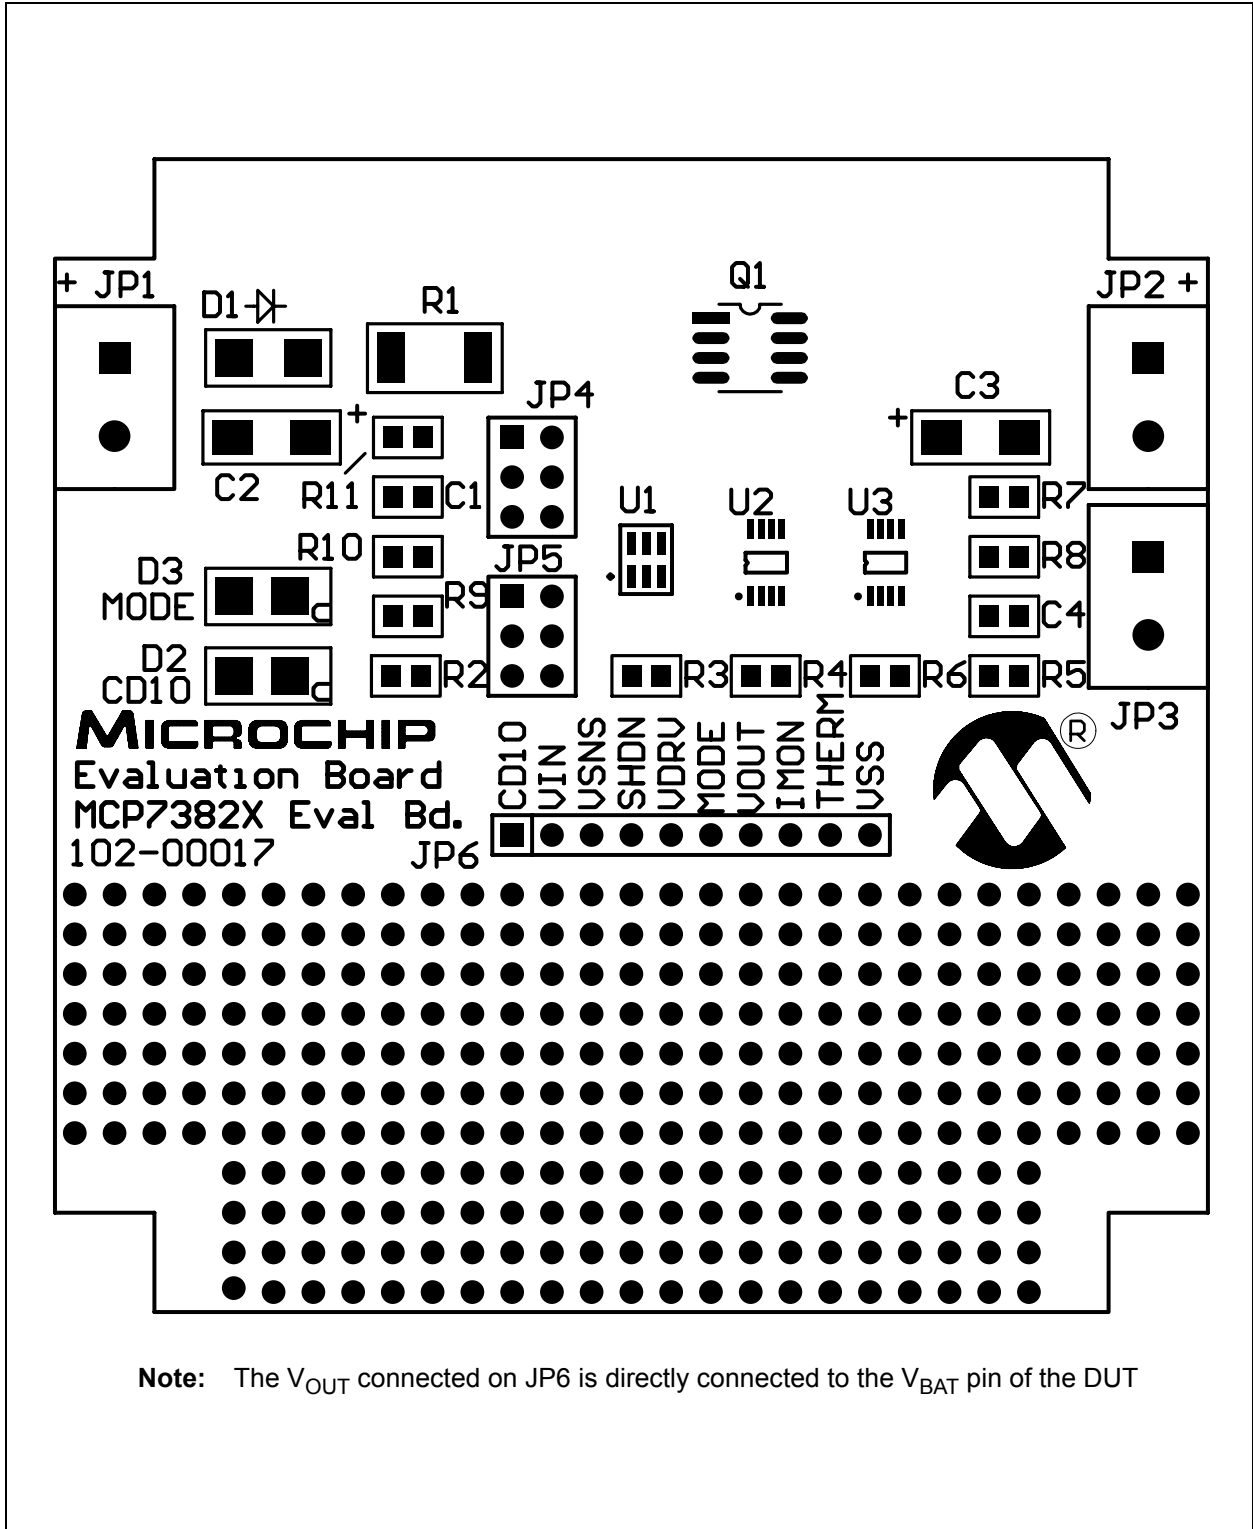 Q1
+ JP1
JP2 +
D1
R1
JP4
C3
+
+
C2
R11
C1
U1
U2
U3
R7
R10
JP5
R8
D3
MODE
R9
C4
D2
CD10
R2
R3
R4
R6
R5
JP3
MICROCHIP
®
Evaluation Board
MCP7382X Eval Bd.
102-00017
JP6
CD10
VIN
VSNS
SHDN
VDRV
MODE
VOUT
IMON
THERM
VSS
Note: The VOUT connected on JP6 is directly connected to the VBAT pin of the DUT